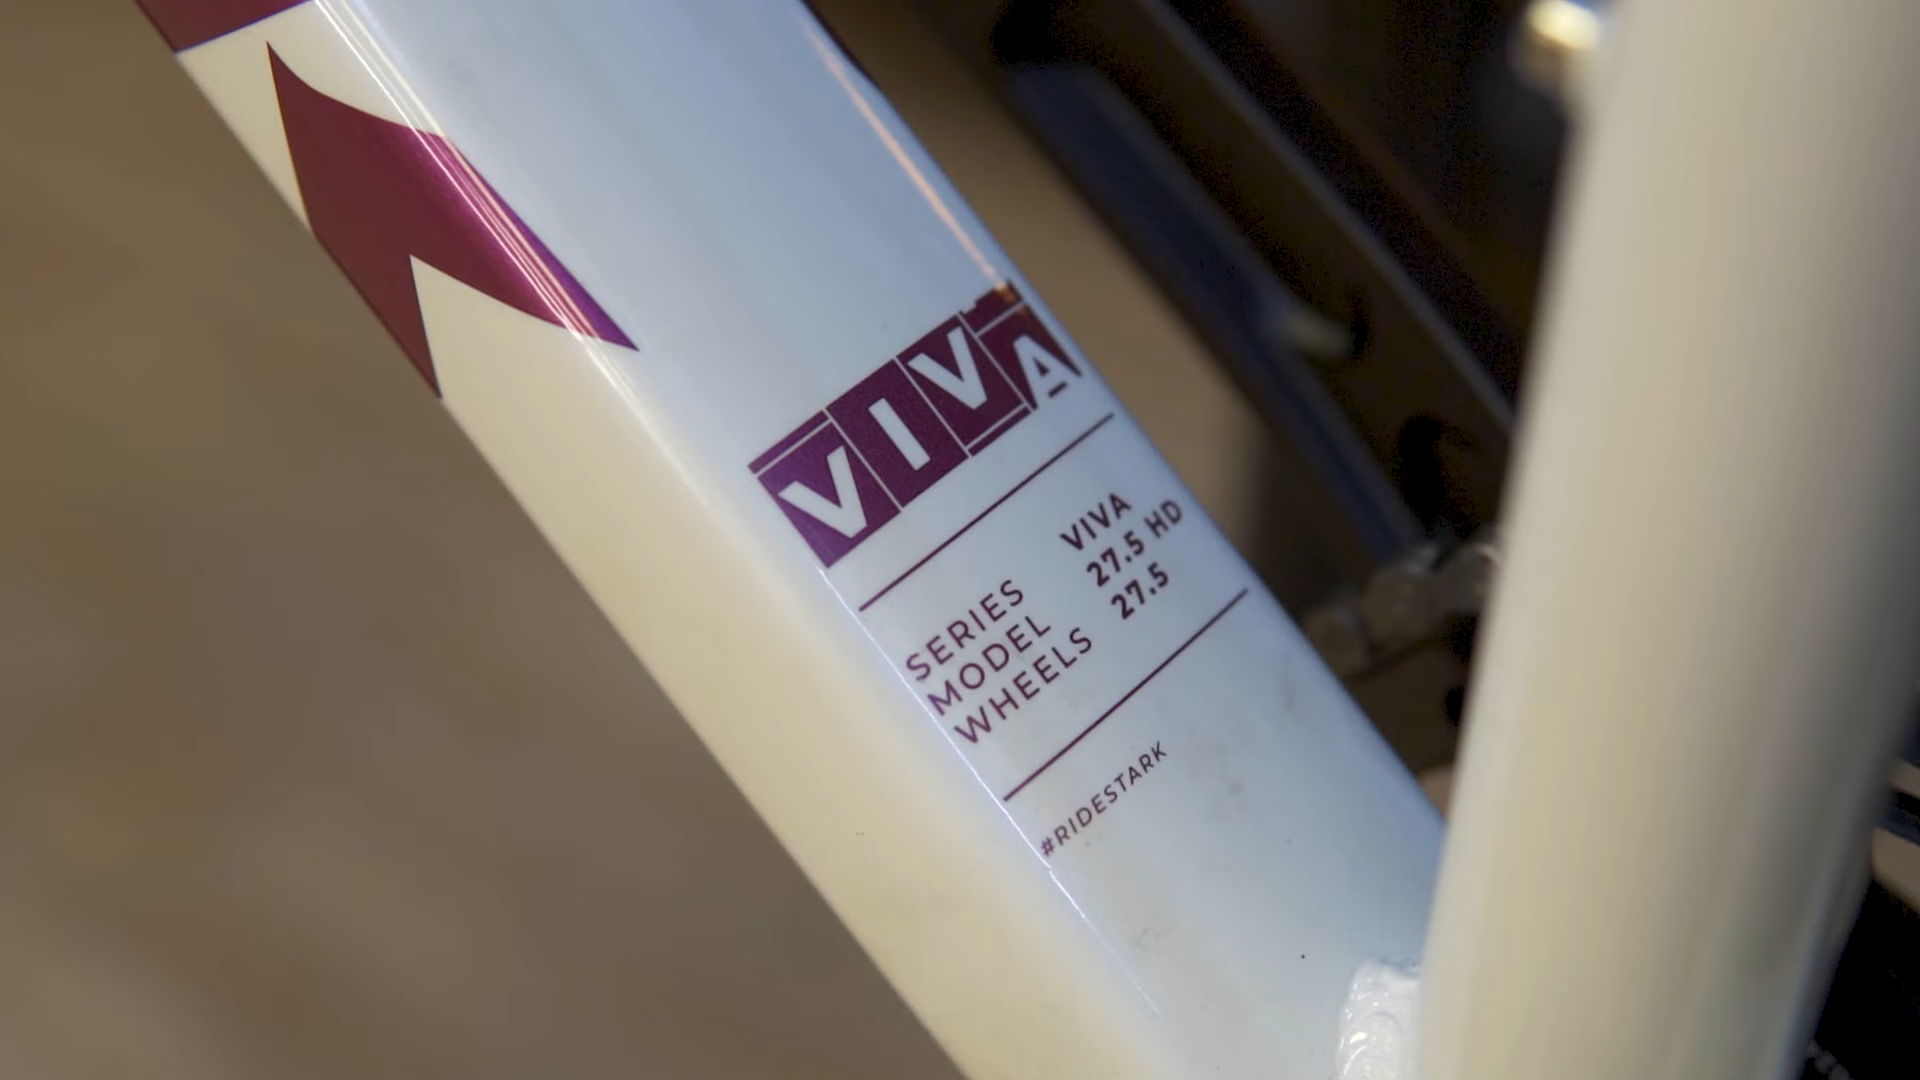 VIVA
SERIES VIVA
MODEL 27.5 HD
WHEELS 27.5
#RIDESTARK